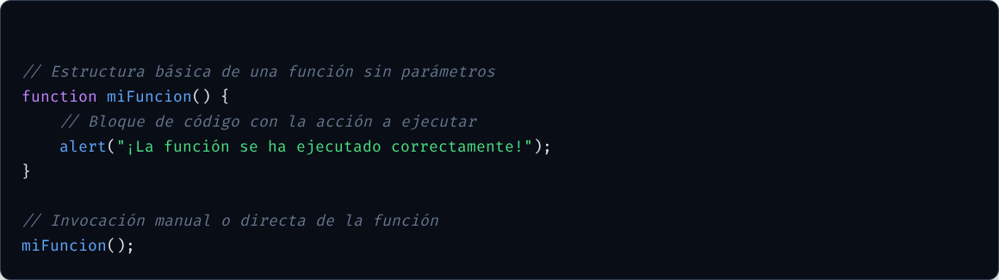 // Estructura básica de una función sin parámetros
function miFuncion() {
    // Bloque de código con la acción a ejecutar
    alert("¡La función se ha ejecutado correctamente!");
}
// Invocación manual o directa de la función
miFuncion();